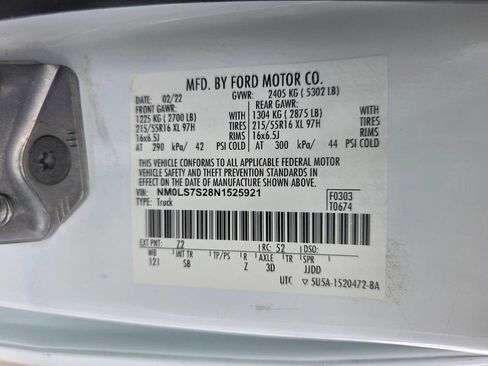 MFD. BY FORD MOTOR CO.
DATE: 02/22 GVWR: 2405 KG ( 5302 LB)
FRONT GAWR: REAR GAWR:
1225 KG ( 2700 LB) WITH 1304 KG ( 2875 LB) WITH
215/55R16 XL 97H TIRES 215/55R16 XL 97H TIRES
16x6.5J RIMS 16x6.5J RIMS
AT 290 kPa/ 42 PSI COLD AT 300 kPa/ 44 PSI COLD
THIS VEHICLE CONFORMS TO ALL APPLICABLE FEDERAL MOTOR
VEHICLE SAFETY AND THEFT PREVENTION STANDARDS
IN EFFECT ON THE DATE OF MANUFACTURE SHOWN ABOVE.
VIN: NM0LS7S28N1525921 F0303
TYPE: Truck T0674
EXT PNT: Z2 RC: 52 DSO:
WB INT TR TP/PS R AXLE TR SPR
121 SB Z 3D JJDD
UTC ▽ 5U5A-1520472-BA